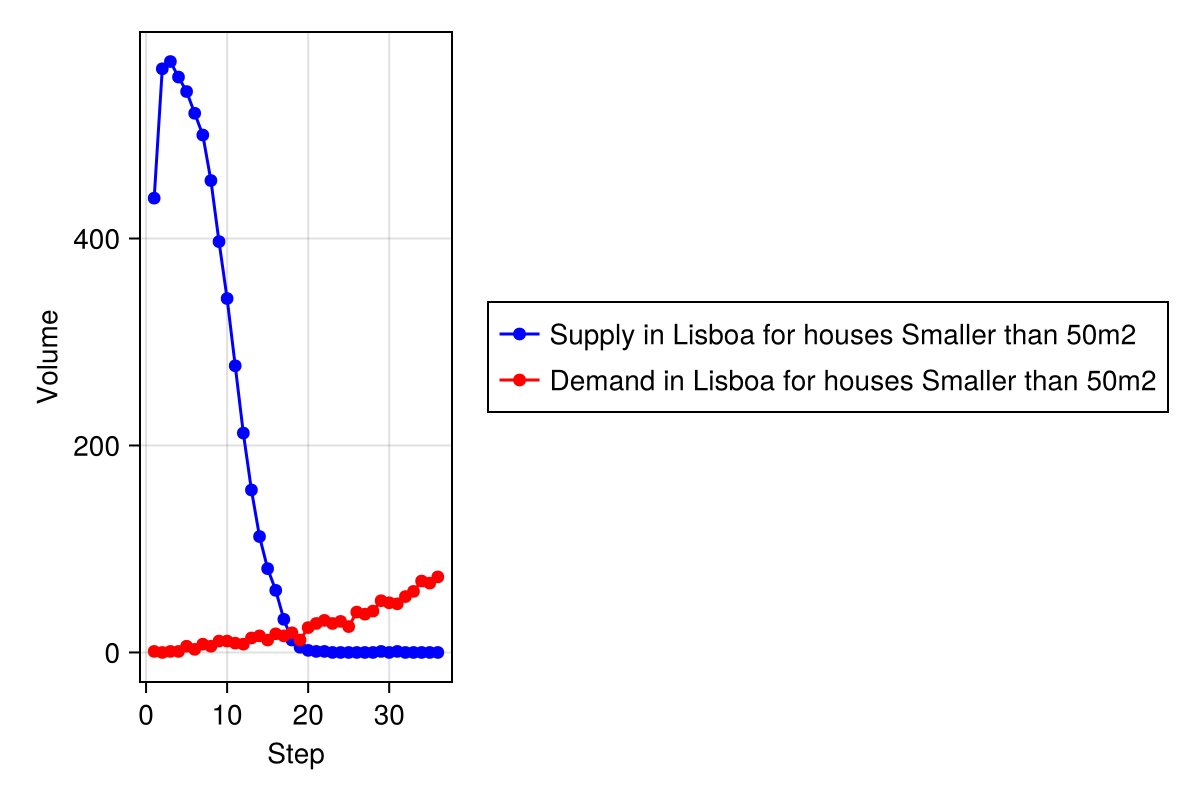 Volume
400
200
0
0 10 20 30
Step
Supply in Lisboa for houses Smaller than 50m2
Demand in Lisboa for houses Smaller than 50m2